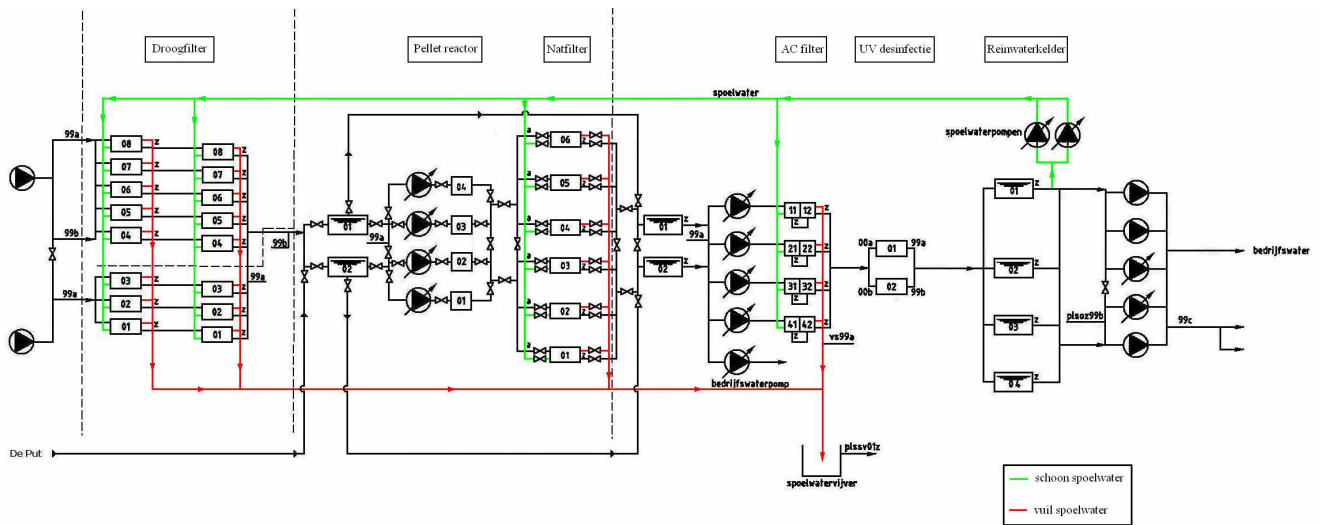 Droogfilter
Pellet reactor
Natfilter
AC filter
UV desinfectie
Reinwaterkelder
spoelwater
spoelwaterpompen
99a
08
z
08
z
07
z
07
z
06
z
06
z
05
z
05
z
99b
04
z
04
z
99b
99a
03
z
03
z
99a
02
z
02
z
01
z
01
z
01
02
99a
04
03
02
01
a
06
z
a
05
z
a
04
z
a
03
z
a
02
z
a
01
z
01
z
99a
02
z
11 12
z
z
21 22
z
z
31 32
z
z
41 42
z
z
vs99a
bedrijfswaterpomp
00a
01
99a
00b
02
99b
01
z
02
z
03
z
04
z
plsoz99b
99c
bedrijfswater
De Put
plssv01z
spoelwatervijver
schoon spoelwater
vuil spoelwater